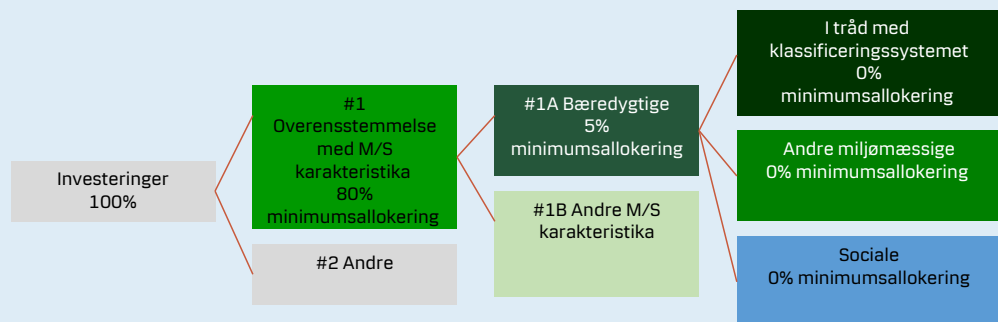 Investeringer
100%
#1
Overensstemmelse
med M/S
karakteristika
80%
minimumsallokering
#2 Andre
#1A Bæredygtige
5%
minimumsallokering
#1B Andre M/S
karakteristika
I tråd med
klassificeringssystemet
0%
minimumsallokering
Andre miljømæssige
0% minimumsallokering
Sociale
0% minimumsallokering